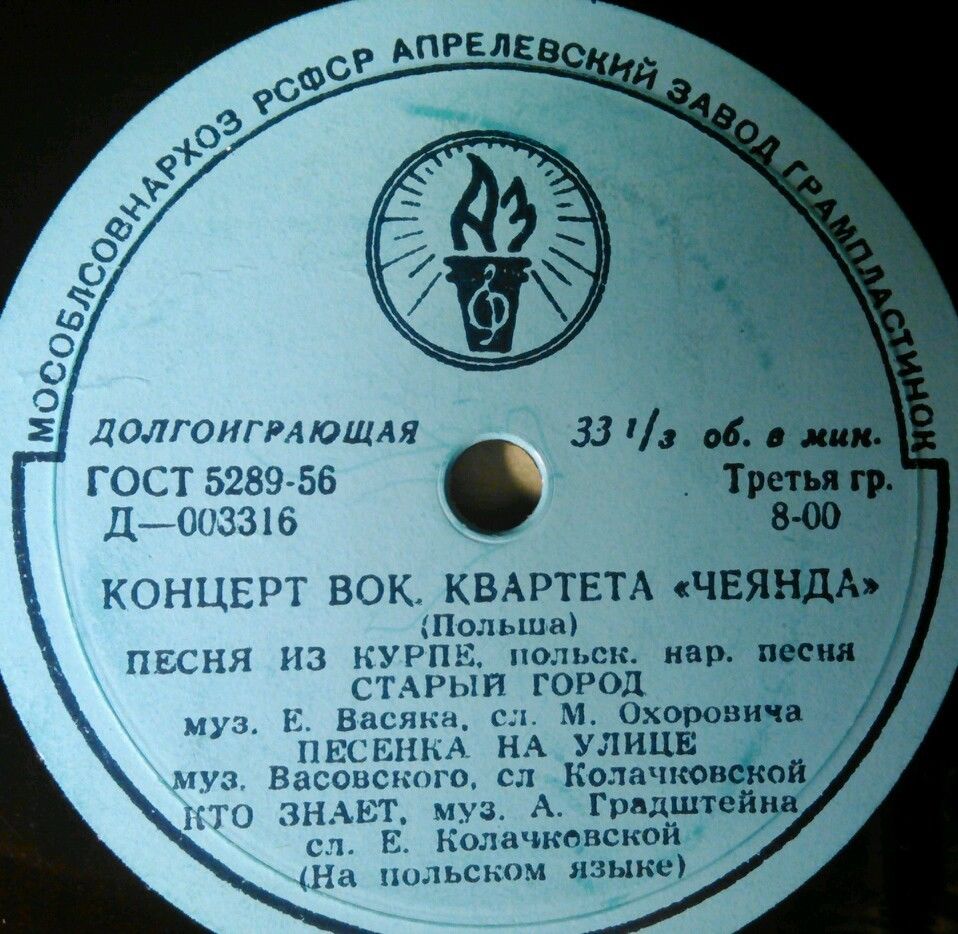 МОСОБЛСОВНАРХОЗ РСФСР АПРЕЛЕВСКИЙ ЗАВОД ГРАМПЛАСТИНОК
АЗ
ДОЛГОИГРАЮЩАЯ 33 1/3 об. в мин.
ГОСТ 5289-56 Третья гр.
Д—003316 8-00
КОНЦЕРТ ВОК. КВАРТЕТА «ЧЕЯНДА»
(Польша)
ПЕСНЯ ИЗ КУРПЕ, польск. нар. песня
СТАРЫЙ ГОРОД
муз. Е. Васяка, сл. М. Охоровича
ПЕСЕНКА НА УЛИЦЕ
муз. Васовского, сл Колачковской
КТО ЗНАЕТ, муз. А. Градштейна
сл. Е. Колачковской
(На польском языке)